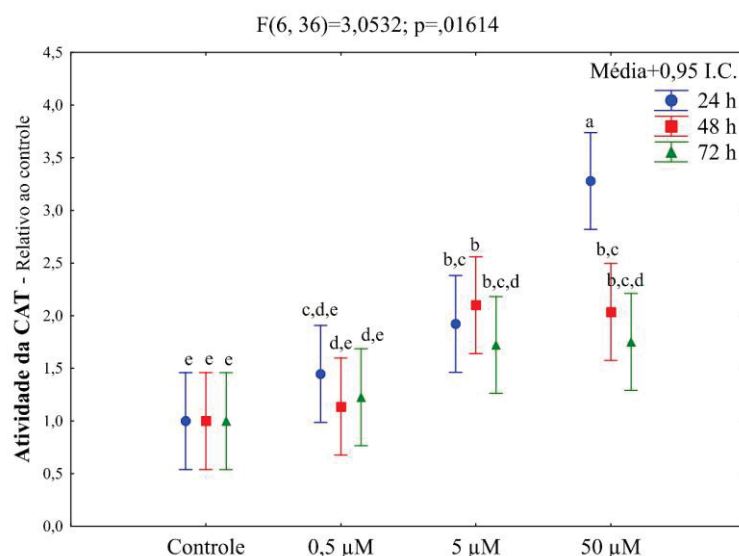 F(6, 36)=3,0532; p=,01614
Média+0,95 I.C.
24 h
48 h
72 h
Atividade da CAT - Relativo ao controle
4,5
4,0
3,5
3,0
2,5
2,0
1,5
1,0
0,5
0,0
e e e
c,d,e
d,e
d,e
b,c
b
b,c,d
a
b,c
b,c,d
Controle 0,5 µM 5 µM 50 µM